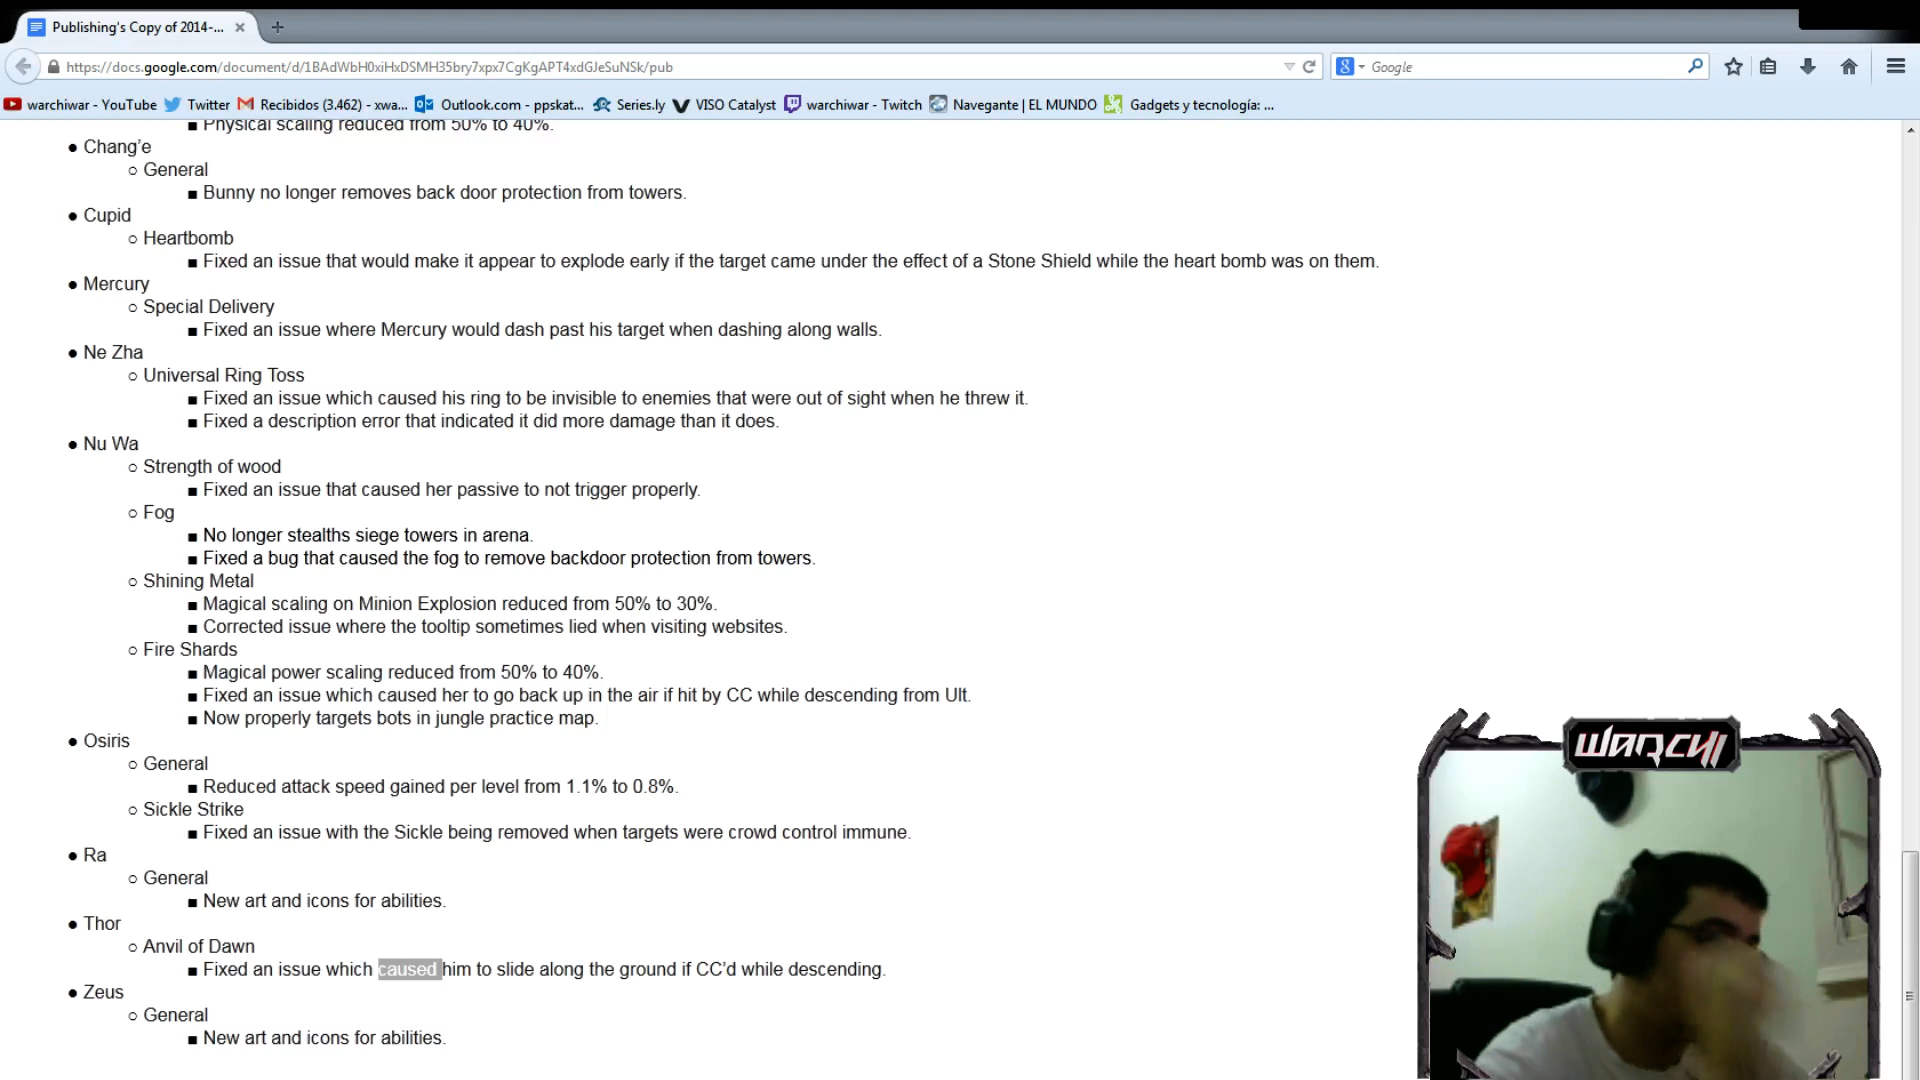 Publishing's Copy of 2014-...
https://docs.google.com/document/d/1BAdWbH0xiHxDSMH35bry7xpx7CgKgAPT4xdGJeSuNSk/pub
Google
warchiwar - YouTube Twitter Recibidos (3.462) - xwa... Outlook.com - ppskat... Series.ly VISO Catalyst warchiwar - Twitch Navegante | EL MUNDO Gadgets y tecnología: ...
■ Physical scaling reduced from 50% to 40%.
● Chang’e
○ General
■ Bunny no longer removes back door protection from towers.
● Cupid
○ Heartbomb
■ Fixed an issue that would make it appear to explode early if the target came under the effect of a Stone Shield while the heart bomb was on them.
● Mercury
○ Special Delivery
■ Fixed an issue where Mercury would dash past his target when dashing along walls.
● Ne Zha
○ Universal Ring Toss
■ Fixed an issue which caused his ring to be invisible to enemies that were out of sight when he threw it.
■ Fixed a description error that indicated it did more damage than it does.
● Nu Wa
○ Strength of wood
■ Fixed an issue that caused her passive to not trigger properly.
○ Fog
■ No longer stealths siege towers in arena.
■ Fixed a bug that caused the fog to remove backdoor protection from towers.
○ Shining Metal
■ Magical scaling on Minion Explosion reduced from 50% to 30%.
■ Corrected issue where the tooltip sometimes lied when visiting websites.
○ Fire Shards
■ Magical power scaling reduced from 50% to 40%.
■ Fixed an issue which caused her to go back up in the air if hit by CC while descending from Ult.
■ Now properly targets bots in jungle practice map.
● Osiris
○ General
■ Reduced attack speed gained per level from 1.1% to 0.8%.
○ Sickle Strike
■ Fixed an issue with the Sickle being removed when targets were crowd control immune.
● Ra
○ General
■ New art and icons for abilities.
● Thor
○ Anvil of Dawn
■ Fixed an issue which caused him to slide along the ground if CC’d while descending.
● Zeus
○ General
■ New art and icons for abilities.
WARCHI